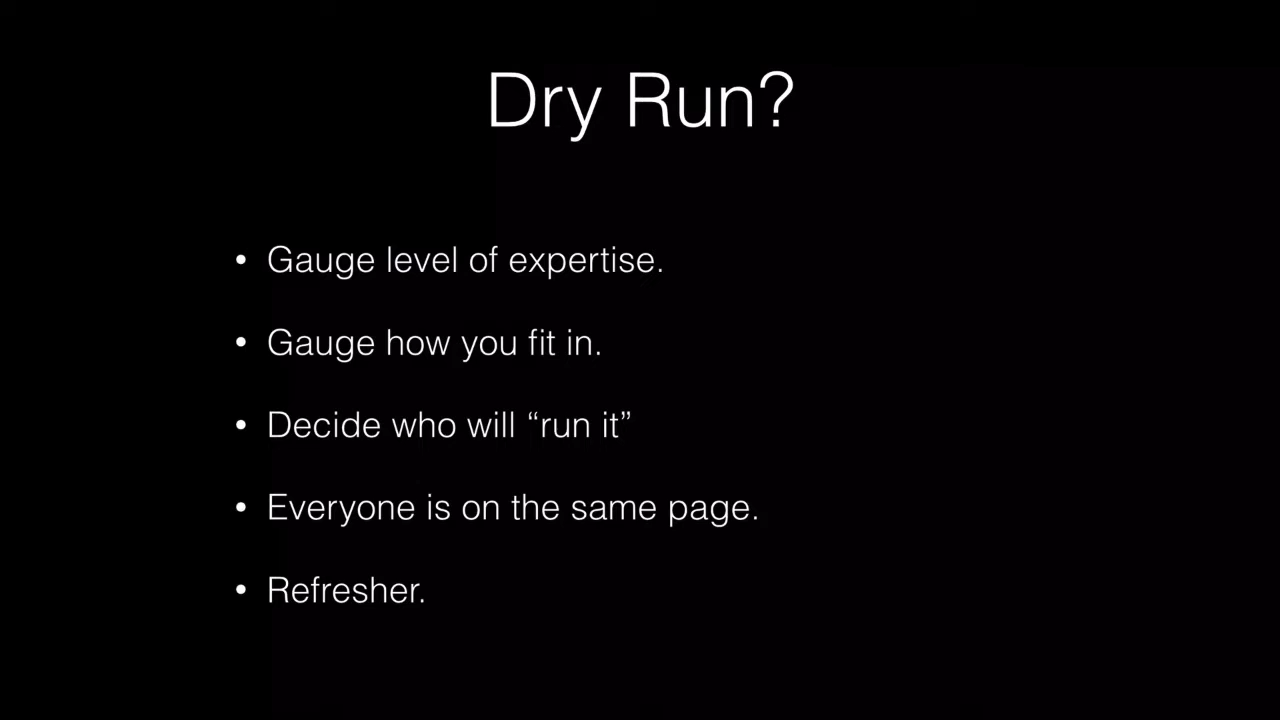 Dry Run?
• Gauge level of expertise.
• Gauge how you fit in.
• Decide who will “run it”
• Everyone is on the same page.
• Refresher.